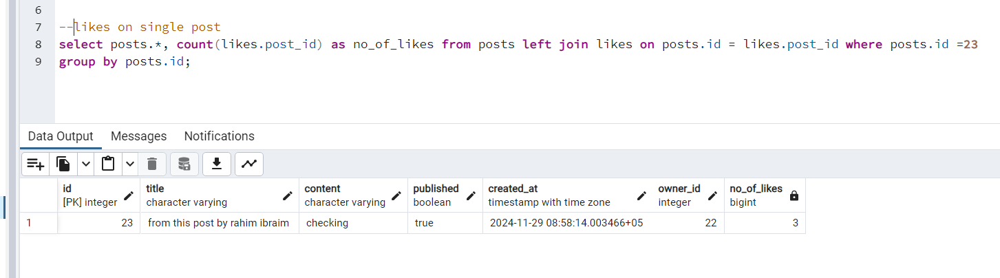 6
7 --likes on single post
8 select posts.*, count(likes.post_id) as no_of_likes from posts left join likes on posts.id = likes.post_id where posts.id =23
9 group by posts.id;
Data Output Messages Notifications
id title content published created_at owner_id no_of_likes
[PK] integer character varying character varying boolean timestamp with time zone integer bigint
1 23 from this post by rahim ibraim checking true 2024-11-29 08:58:14.003466+05 22 3